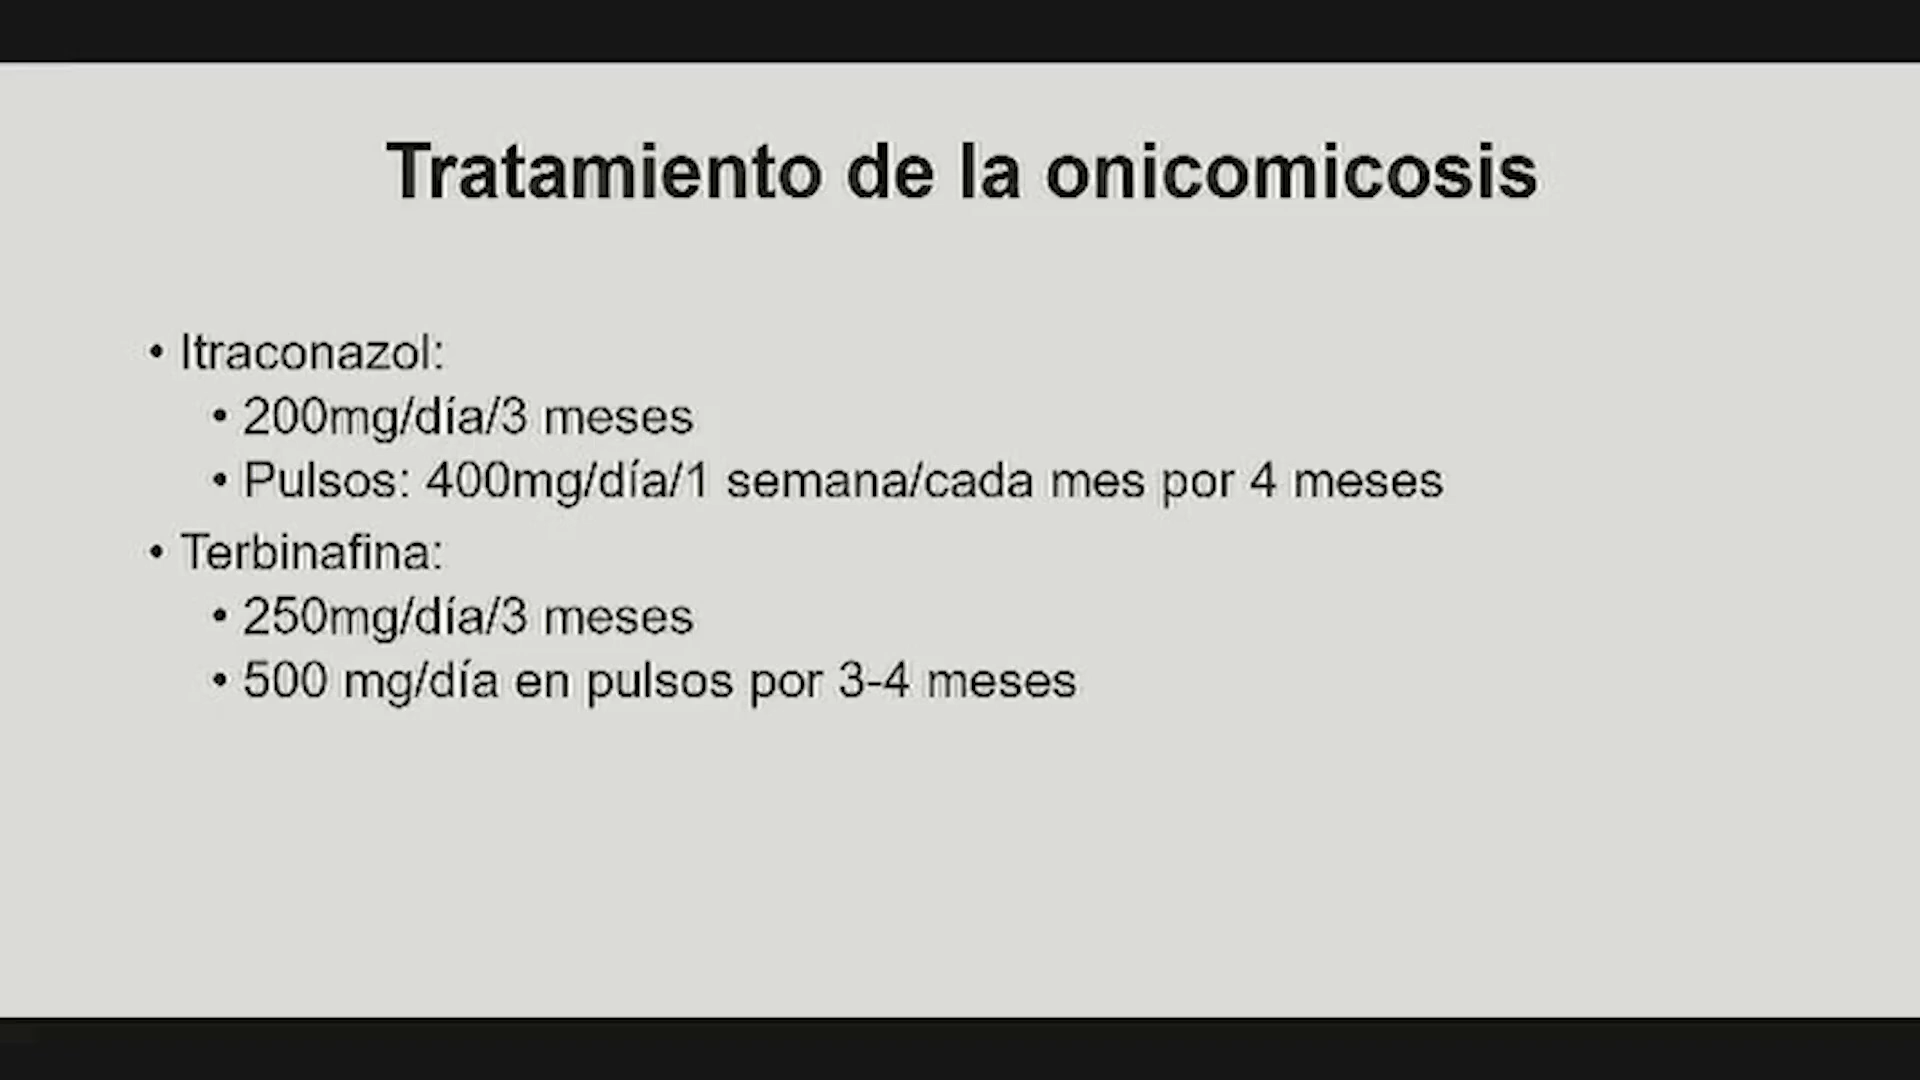 Tratamiento de la onicomicosis
• Itraconazol:
• 200mg/día/3 meses
• Pulsos: 400mg/día/1 semana/cada mes por 4 meses
• Terbinafina:
• 250mg/día/3 meses
• 500 mg/día en pulsos por 3-4 meses